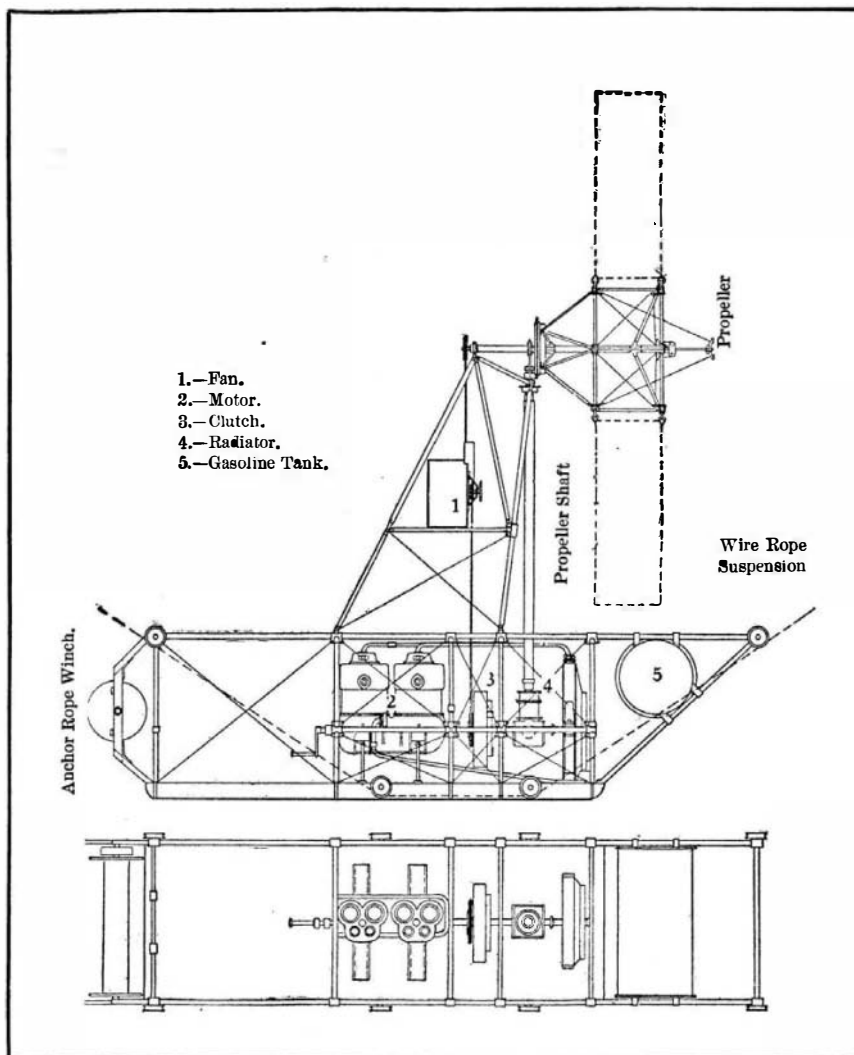 Propeller
1.—Fan.
2.—Motor.
3.—Clutch.
4.—Radiator.
5.—Gasoline Tank.
1
Propeller Shaft
Wire Rope
Suspension
Anchor Rope Winch.
2
3
4
5